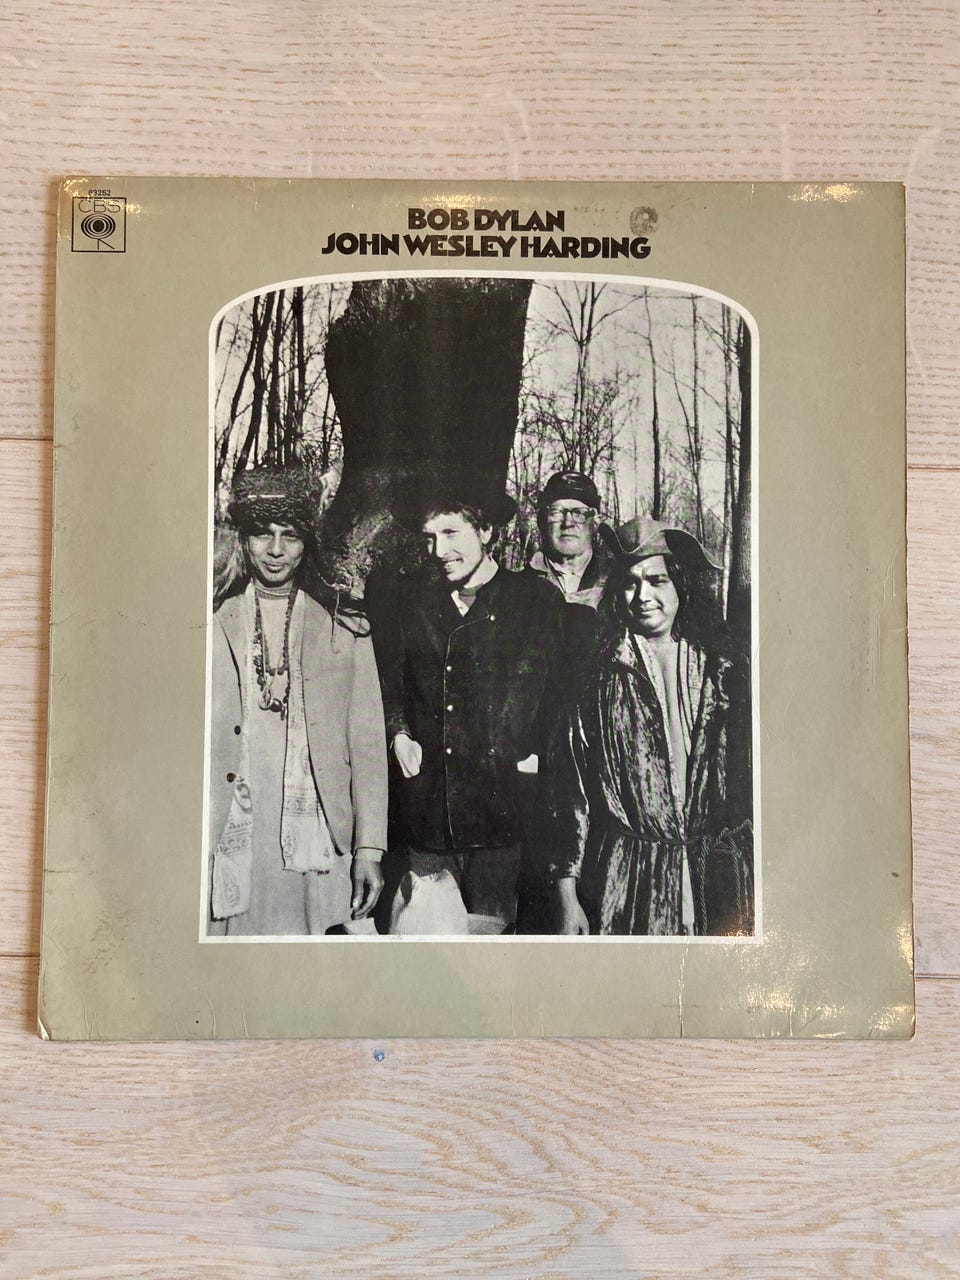 63252
CBS
BOB DYLAN
JOHN WESLEY HARDING